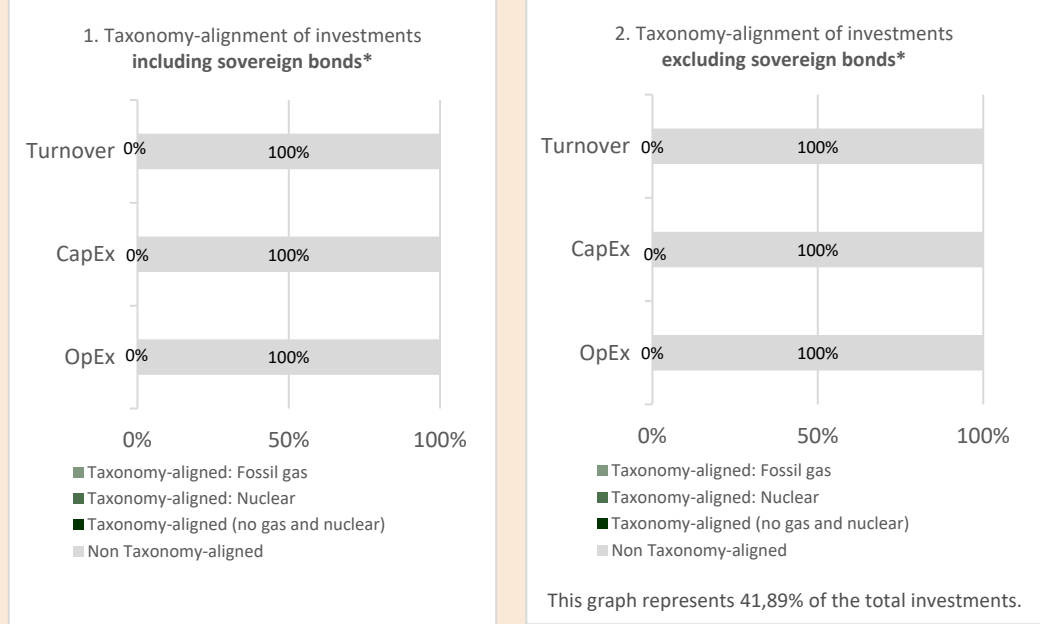 1. Taxonomy-alignment of investments
including sovereign bonds*
Turnover 0% 100%
CapEx 0% 100%
OpEx 0% 100%
0% 50% 100%
Taxonomy-aligned: Fossil gas
Taxonomy-aligned: Nuclear
Taxonomy-aligned (no gas and nuclear)
Non Taxonomy-aligned
2. Taxonomy-alignment of investments
excluding sovereign bonds*
Turnover 0% 100%
CapEx 0% 100%
OpEx 0% 100%
0% 50% 100%
Taxonomy-aligned: Fossil gas
Taxonomy-aligned: Nuclear
Taxonomy-aligned (no gas and nuclear)
Non Taxonomy-aligned
This graph represents 41,89% of the total investments.